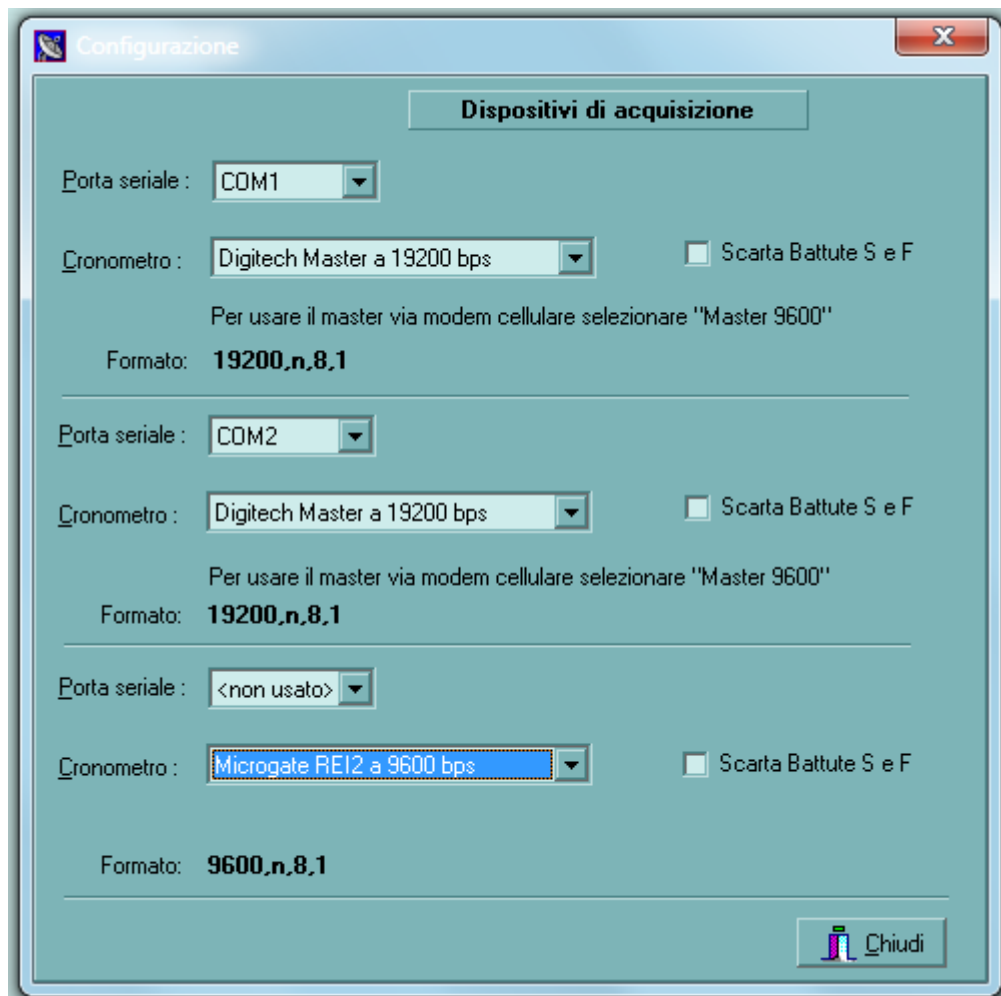 Configurazione
Dispositivi di acquisizione
Porta seriale : COM1
Cronometro : Digitech Master a 19200 bps Scarta Battute S e F
Per usare il master via modem cellulare selezionare "Master 9600"
Formato: 19200,n,8,1
Porta seriale : COM2
Cronometro : Digitech Master a 19200 bps Scarta Battute S e F
Per usare il master via modem cellulare selezionare "Master 9600"
Formato: 19200,n,8,1
Porta seriale : <non usato>
Cronometro : Microgate REI2 a 9600 bps Scarta Battute S e F
Formato: 9600,n,8,1
Chiudi